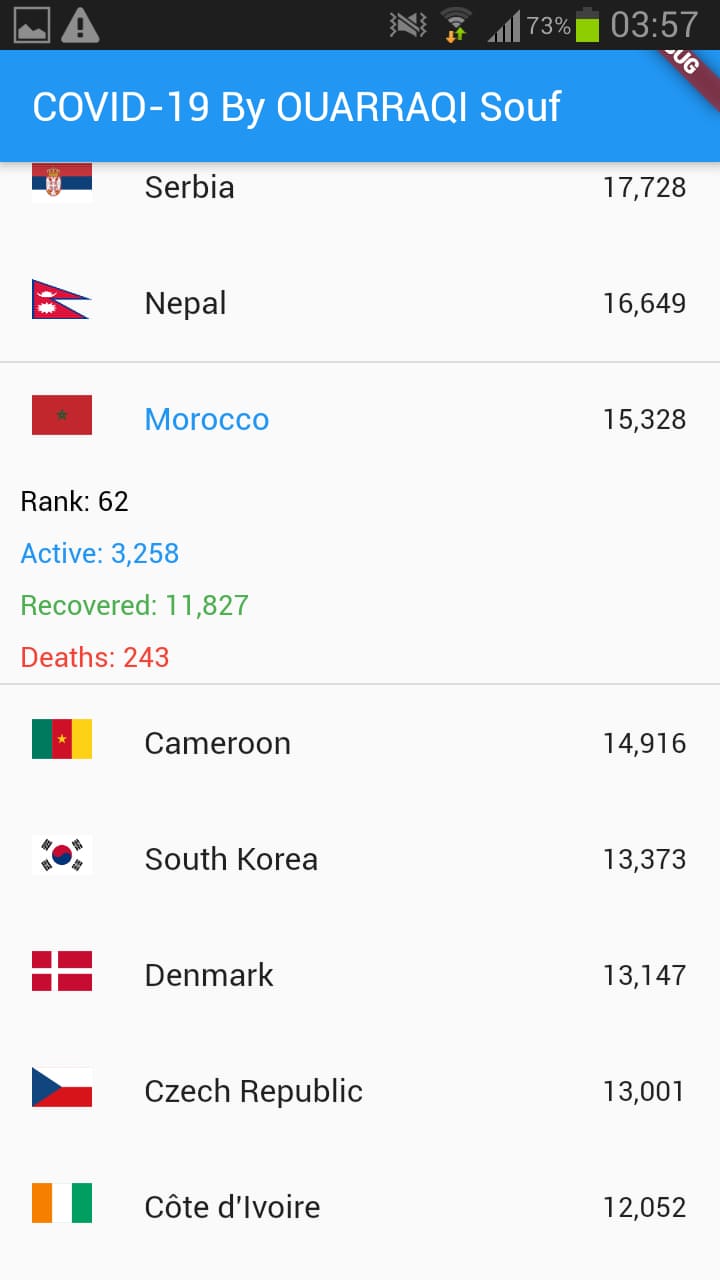 73% 03:57
COVID-19 By OUARRAQI Souf
Serbia 17,728
Nepal 16,649
Morocco 15,328
Rank: 62
Active: 3,258
Recovered: 11,827
Deaths: 243
Cameroon 14,916
South Korea 13,373
Denmark 13,147
Czech Republic 13,001
Côte d'Ivoire 12,052